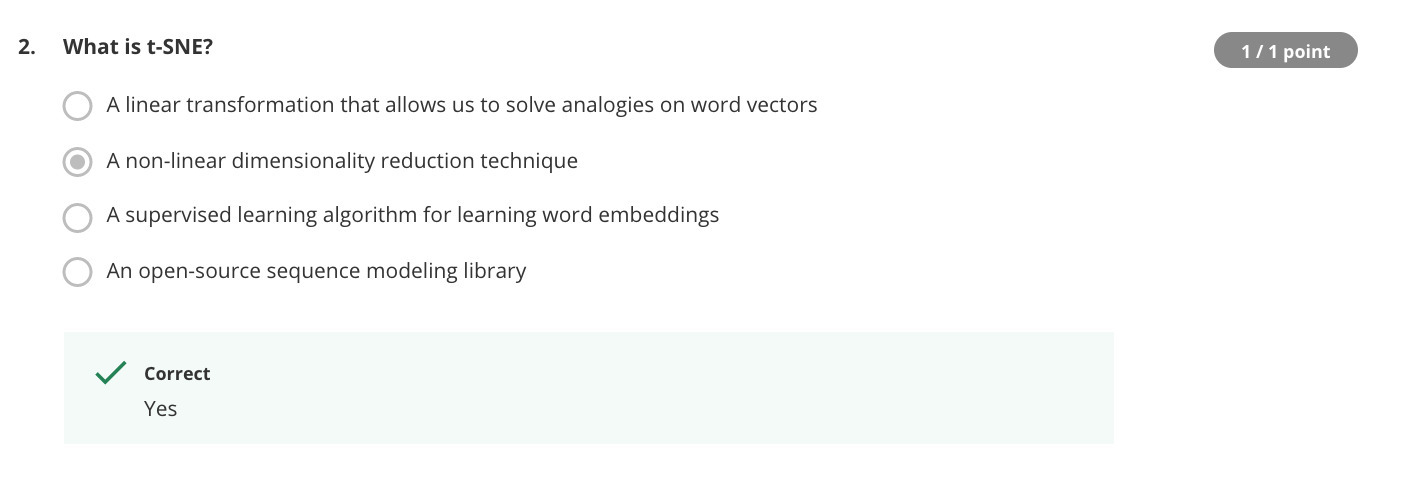 2. What is t-SNE?
1 / 1 point
A linear transformation that allows us to solve analogies on word vectors
A non-linear dimensionality reduction technique
A supervised learning algorithm for learning word embeddings
An open-source sequence modeling library
Correct
Yes